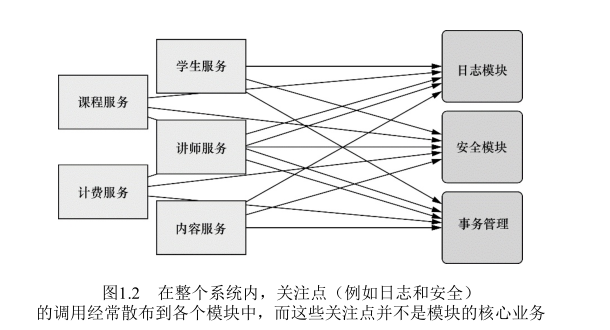 学生服务
日志模块
课程服务
讲师服务
安全模块
计费服务
内容服务
事务管理
图1.2 在整个系统内，关注点（例如日志和安全）
的调用经常散布到各个模块中，而这些关注点并不是模块的核心业务